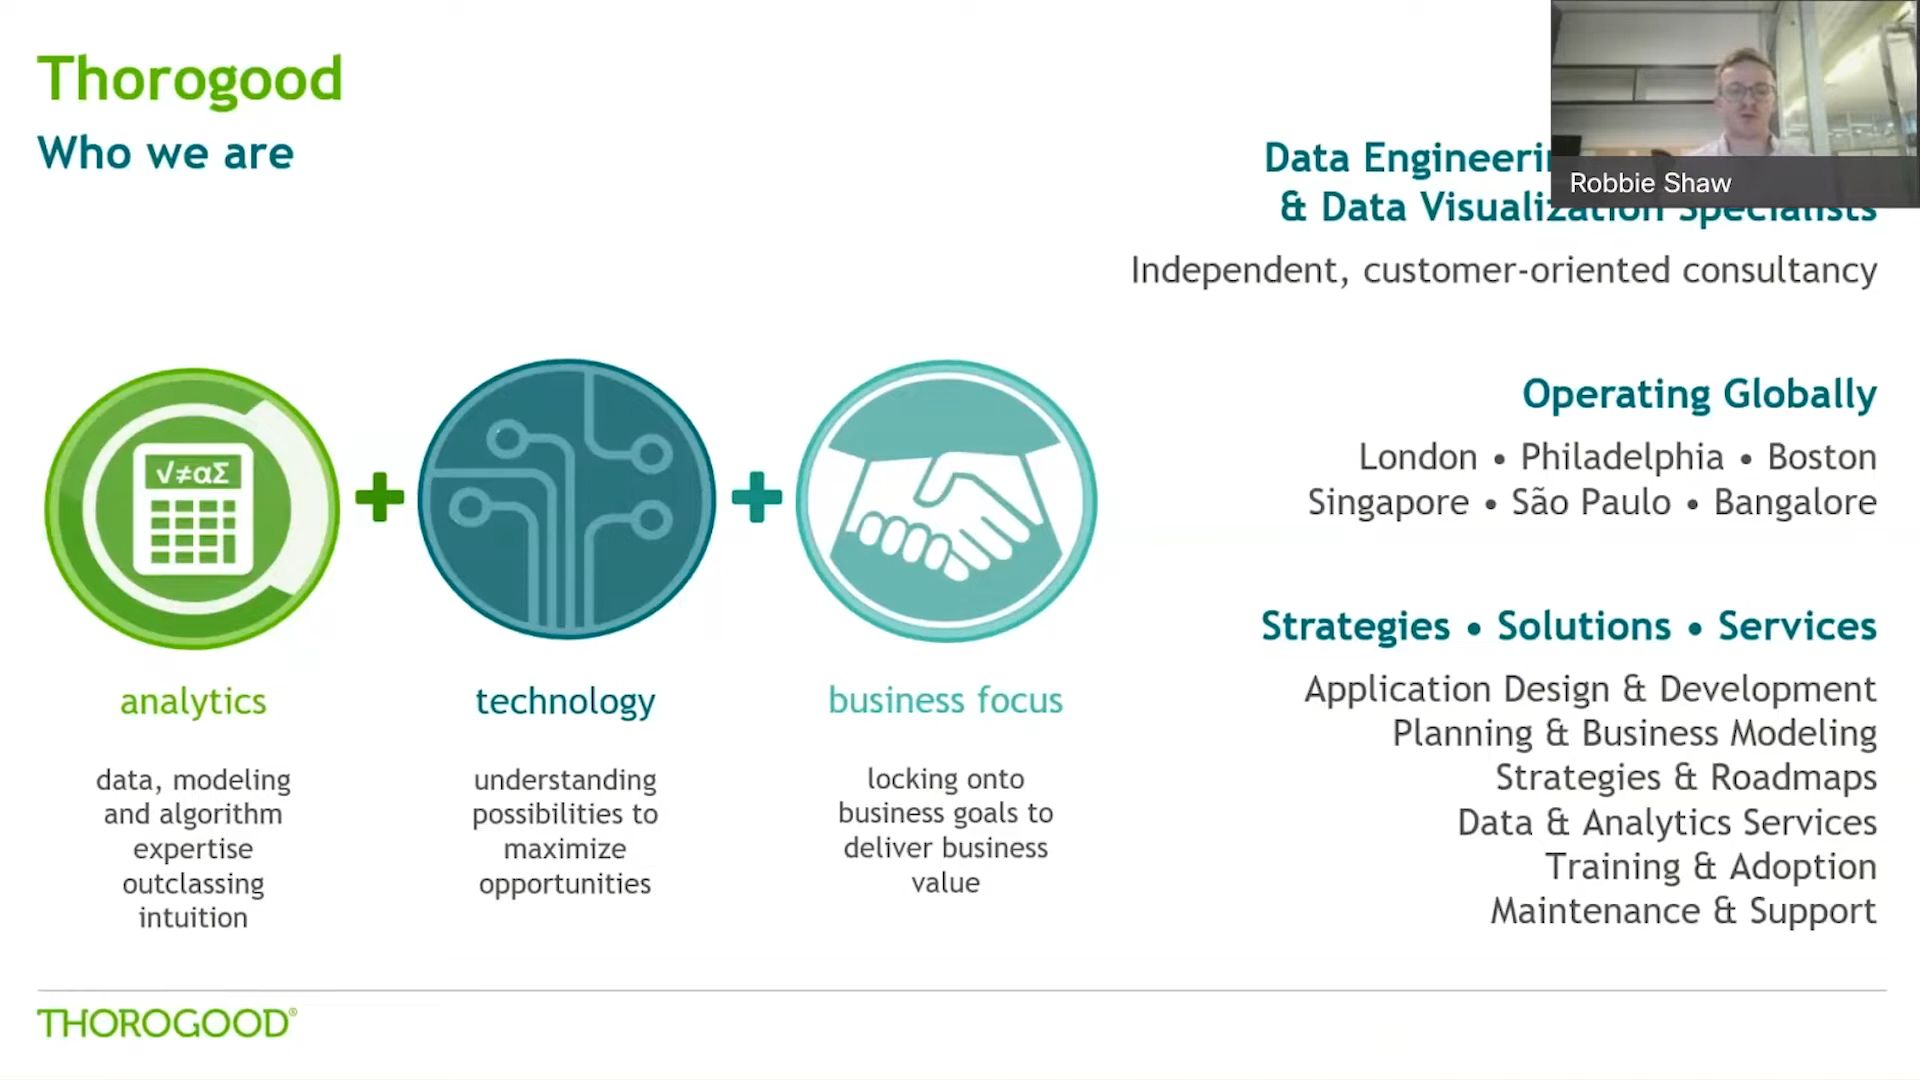 Thorogood
Who we are
Robbie Shaw
Data
& Data Visualization Specialists
Independent, customer-oriented consultancy
√≠αΣ
analytics
data, modeling
and algorithm
expertise
outclassing
intuition
technology
understanding
possibilities to
maximize
opportunities
business focus
locking onto
business goals to
deliver business
value
Operating Globally
London • Philadelphia • Boston
Singapore • São Paulo • Bangalore
Strategies • Solutions • Services
Application Design & Development
Planning & Business Modeling
Strategies & Roadmaps
Data & Analytics Services
Training & Adoption
Maintenance & Support
THOROGOOD®